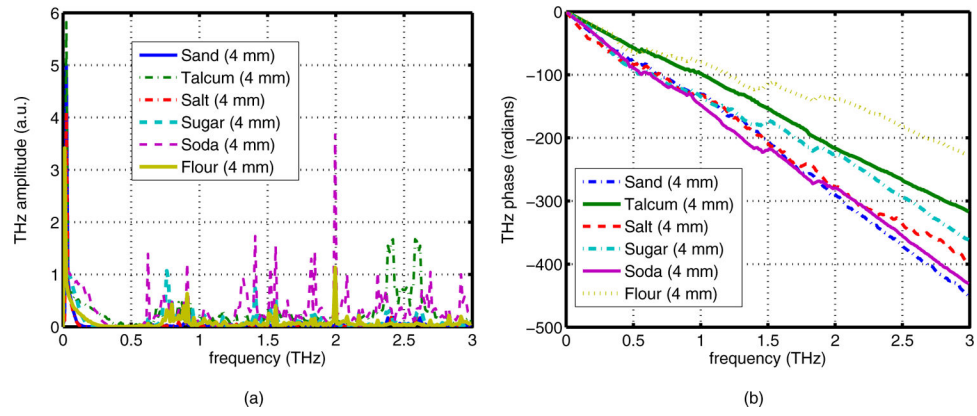 6
5
4
3
2
1
0
THz amplitude (a.u.)
Sand (4 mm)
Talcum (4 mm)
Salt (4 mm)
Sugar (4 mm)
Soda (4 mm)
Flour (4 mm)
0 0.5 1 1.5 2 2.5 3
frequency (THz)
(a)
0
−100
−200
−300
−400
−500
THz phase (radians)
Sand (4 mm)
Talcum (4 mm)
Salt (4 mm)
Sugar (4 mm)
Soda (4 mm)
Flour (4 mm)
0 0.5 1 1.5 2 2.5 3
frequency (THz)
(b)